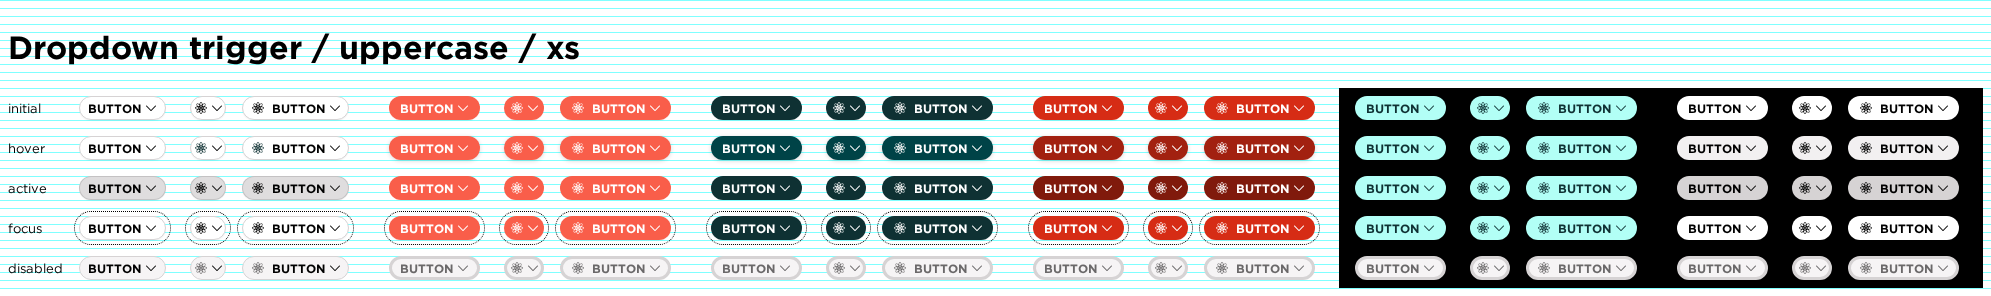 Dropdown trigger / uppercase / xs
initial BUTTON BUTTON BUTTON BUTTON BUTTON BUTTON BUTTON BUTTON BUTTON BUTTON BUTTON BUTTON
hover BUTTON BUTTON BUTTON BUTTON BUTTON BUTTON BUTTON BUTTON BUTTON BUTTON BUTTON BUTTON
active BUTTON BUTTON BUTTON BUTTON BUTTON BUTTON BUTTON BUTTON BUTTON BUTTON BUTTON BUTTON
focus BUTTON BUTTON BUTTON BUTTON BUTTON BUTTON BUTTON BUTTON BUTTON BUTTON BUTTON BUTTON
disabled BUTTON BUTTON BUTTON BUTTON BUTTON BUTTON BUTTON BUTTON BUTTON BUTTON BUTTON BUTTON